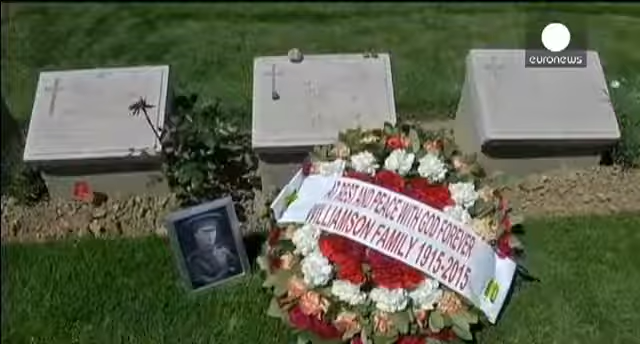 euronews
AT REST AND PEACE WITH GOD FOREVER
WILLIAMSON FAMILY 1915-2015